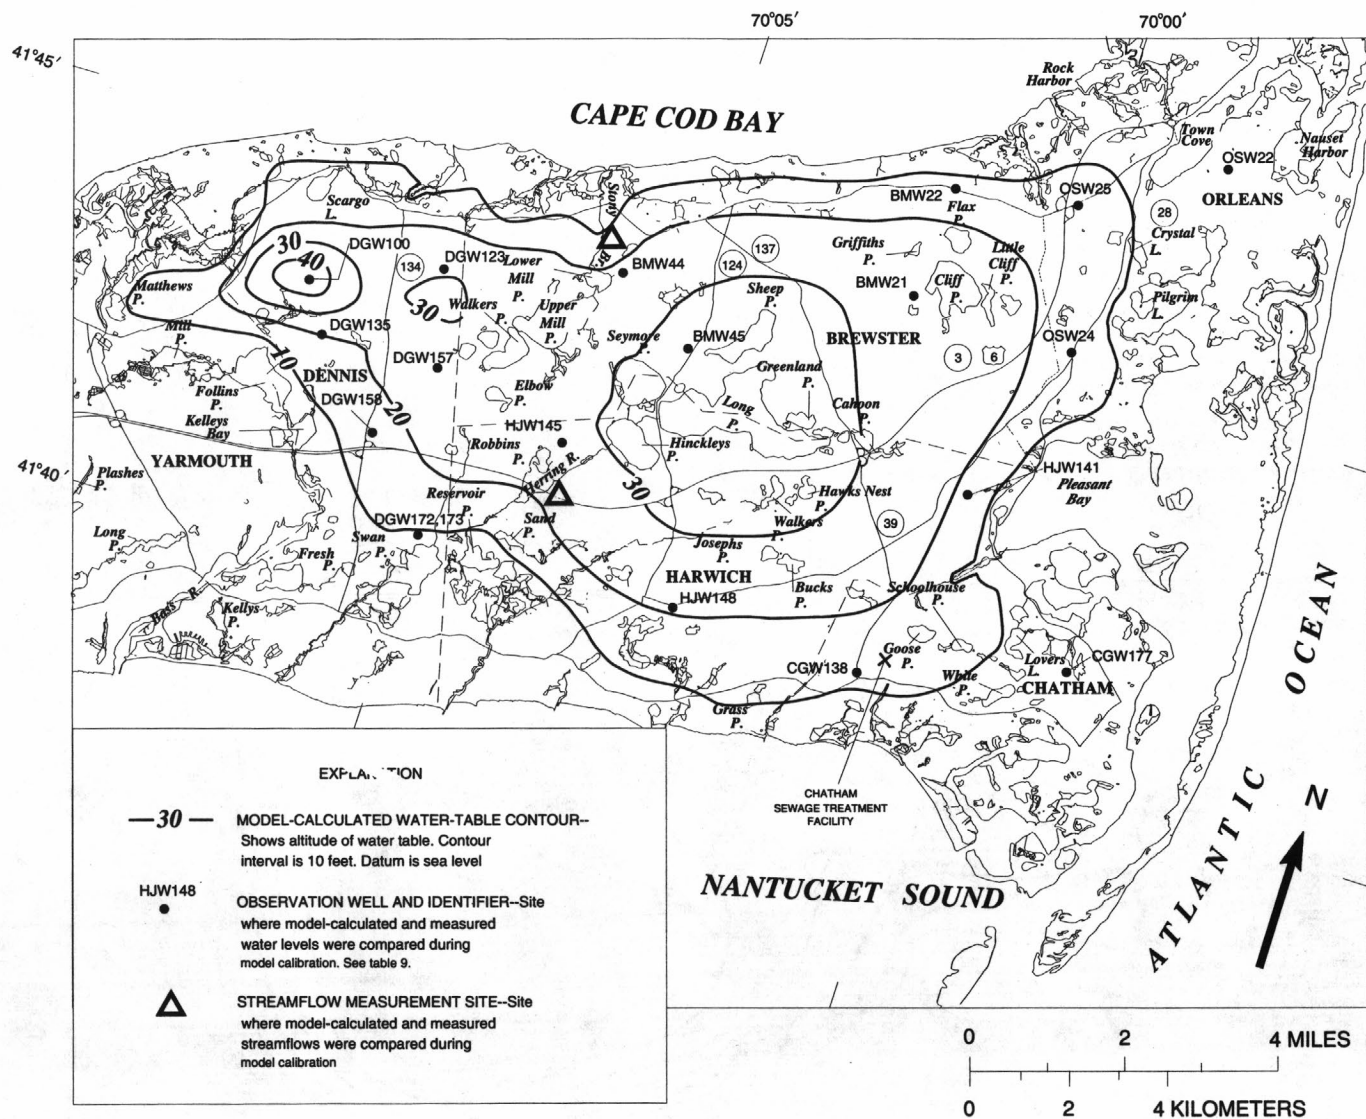 70°05'
70°00'
41°45'
Rock
Harbor
CAPE COD BAY
Town
Cove
OSW22
Nauset
Harbor
ORLEANS
Scargo
L.
Stony
Br.
BMW22
Flax
P.
OSW25
28
Crystal
L.
30
40
DGW100
134
DGW123
Lower
Mill
P.
BMW44
137
124
Griffiths
P.
Little
Cliff
P.
Matthews
P.
30
Walkers
P.
Upper
Mill
P.
Sheep
P.
BMW21
Cliff
P.
Pilgrim
L.
Mill
P.
DGW135
Seymore
P.
BMW45
BREWSTER
OSW24
10
DENNIS
DGW157
Greenland
P.
3
6
Follins
P.
DGW158
Elbow
P.
Long
P.
Cahoon
P.
Kelleys
Bay
20
HJW145
Robbins
P.
Hinckleys
P.
YARMOUTH
41°40'
Plashes
P.
Herring R.
30
HJW141
Pleasant
Bay
Reservoir
P.
Hawks Nest
P.
Long
P.
DGW172,173
Swan
P.
Sand
P.
Walkers
P.
39
Fresh
P.
Josephs
P.
HARWICH
Bass R.
Kellys
P.
HJW148
Bucks
P.
Schoolhouse
P.
Goose
P.
CGW138
White
P.
Lovers
L.
CGW177
CHATHAM
Grass
P.
CHATHAM
SEWAGE TREATMENT
FACILITY
NANTUCKET SOUND
ATLANTIC OCEAN
N
30
MODEL-CALCULATED WATER-TABLE CONTOUR--
Shows altitude of water table. Contour
interval is 10 feet. Datum is sea level
HJW148
OBSERVATION WELL AND IDENTIFIER--Site
where model-calculated and measured
water levels were compared during
model calibration. See table 9.
STREAMFLOW MEASUREMENT SITE--Site
where model-calculated and measured
streamflows were compared during
model calibration
0 2 4 MILES
0 2 4 KILOMETERS